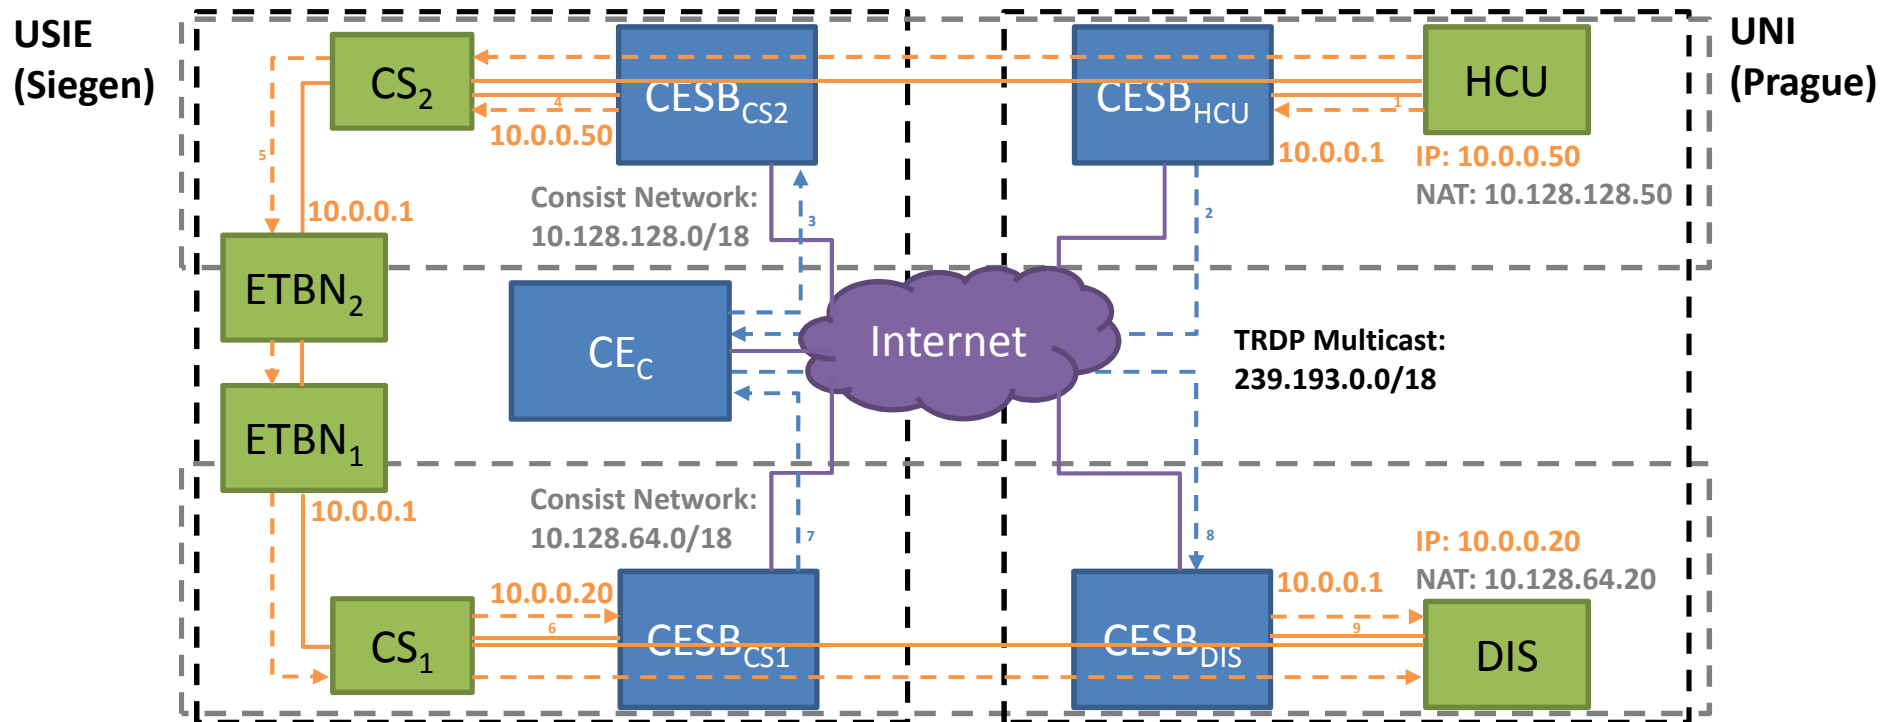 USIE
(Siegen)
CS2
CESBCS2
CESBHCU
HCU
UNI
(Prague)
4
1
10.0.0.50
10.0.0.1
IP: 10.0.0.50
NAT: 10.128.128.50
5
Consist Network:
10.128.128.0/18
3
2
10.0.0.1
ETBN2
CEC
Internet
TRDP Multicast:
239.193.0.0/18
ETBN1
10.0.0.1
Consist Network:
10.128.64.0/18
7
8
IP: 10.0.0.20
NAT: 10.128.64.20
10.0.0.20
10.0.0.1
6
9
CS1
CESBCS1
CESBDIS
DIS